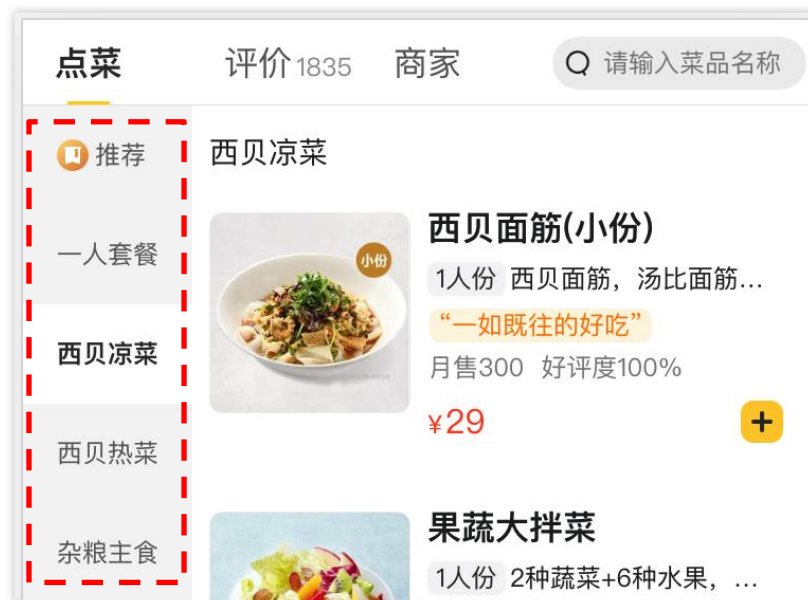 点菜 评价1835 商家 请输入菜品名称
推荐
一人套餐
西贝凉菜
西贝热菜
杂粮主食
西贝凉菜
小份
西贝面筋(小份)
1人份 西贝面筋，汤比面筋...
“一如既往的好吃”
月售300 好评度100%
¥29
果蔬大拌菜
1人份 2种蔬菜+6种水果，...